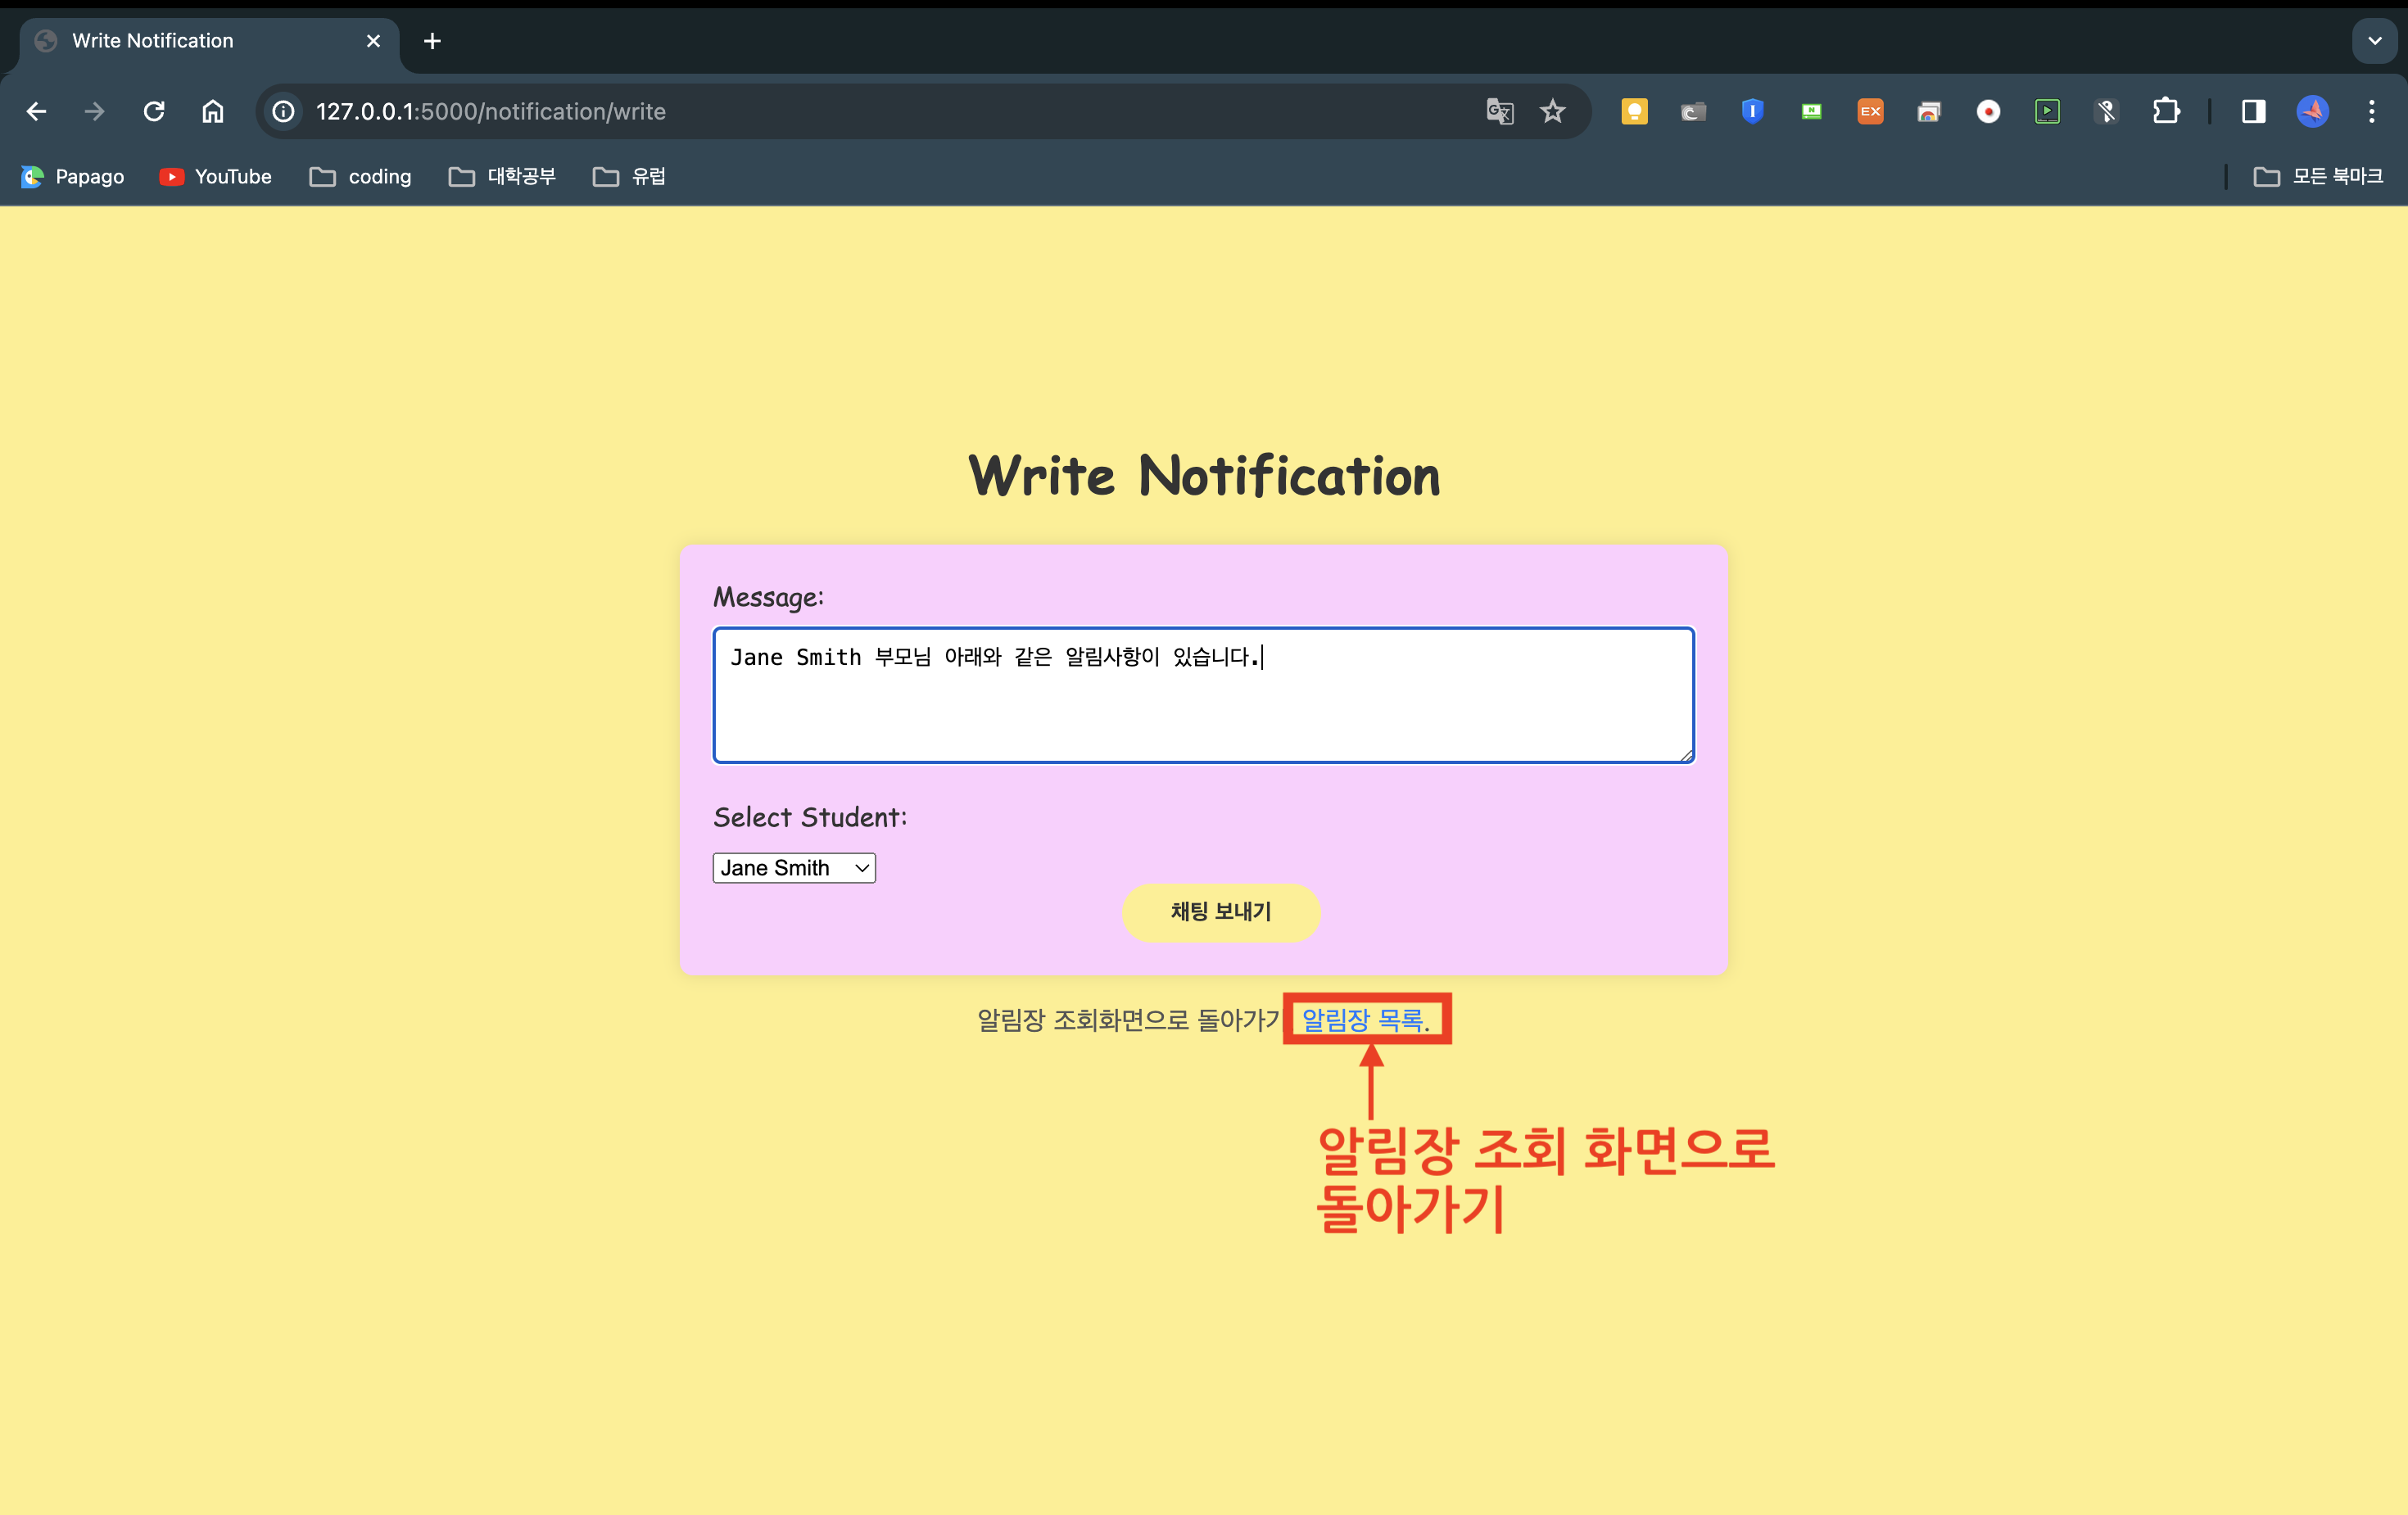 Write Notification
127.0.0.1:5000/notification/write
EX
Papago
YouTube
coding
대학공부
유럽
모든 북마크
Write Notification
Message:
Jane Smith 부모님 아래와 같은 알림사항이 있습니다.
Select Student:
Jane Smith
채팅 보내기
알림장 조회화면으로 돌아가기 알림장 목록.
알림장 조회 화면으로
돌아가기